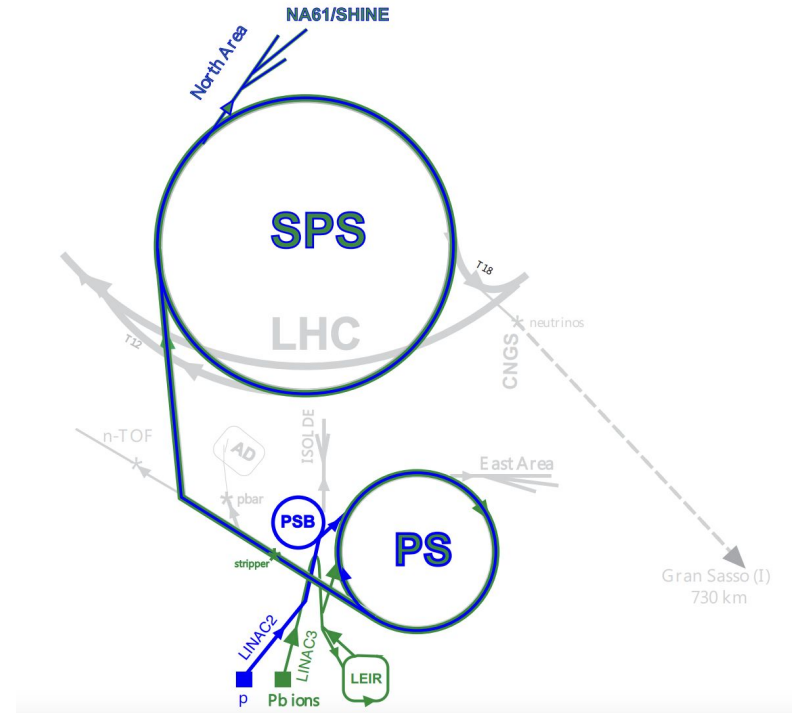 NA61/SHINE
North Area
SPS
T18
LHC
neutrinos
T12
CNGS
n-TOF
AD
ISOLDE
East Area
pbar
PSB
PS
stripper
Gran Sasso (I)
730 km
LINAC2
LINAC3
LEIR
p
Pb ions